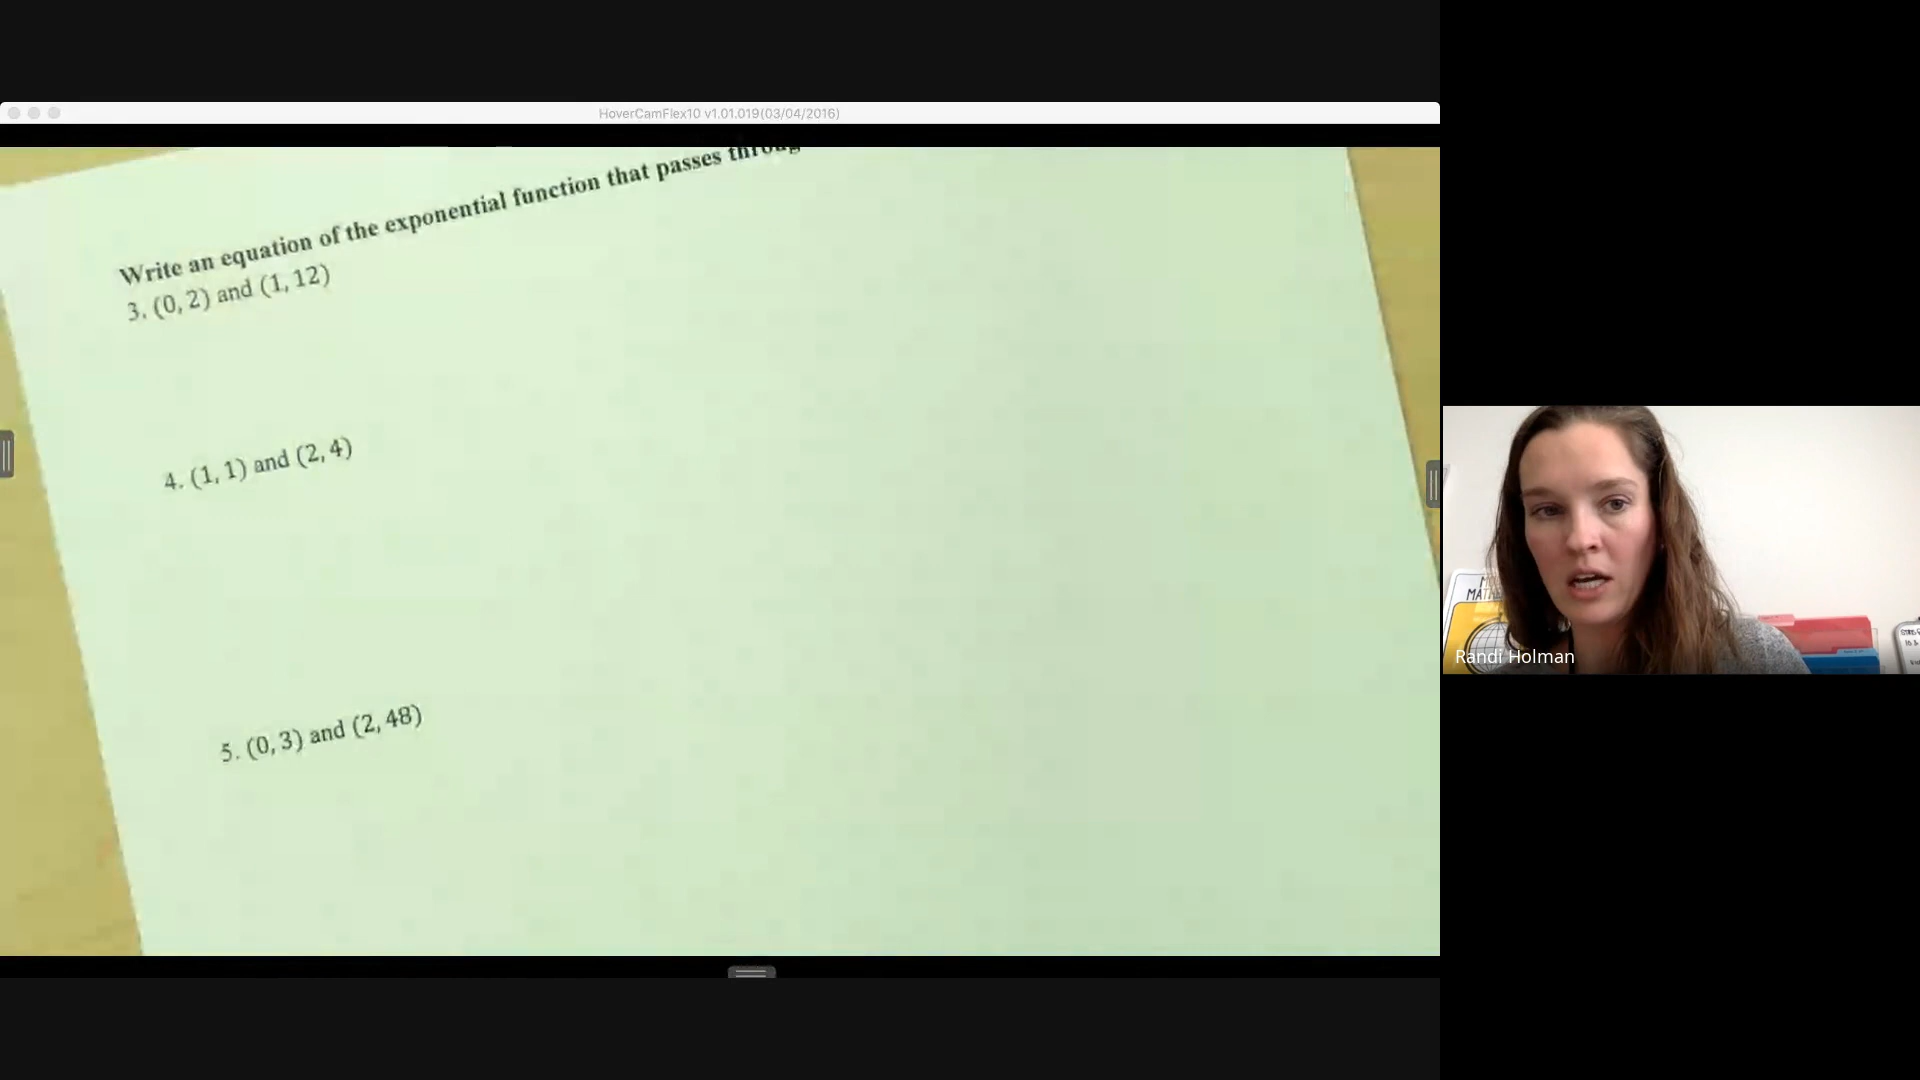 HoverCamFlex10 v1.01.019(03/04/2016)
Write an equation of the exponential function that passes
3. (0, 2) and (1, 12)
4. (1, 1) and (2, 4)
5. (0, 3) and (2, 48)
Randi Holman